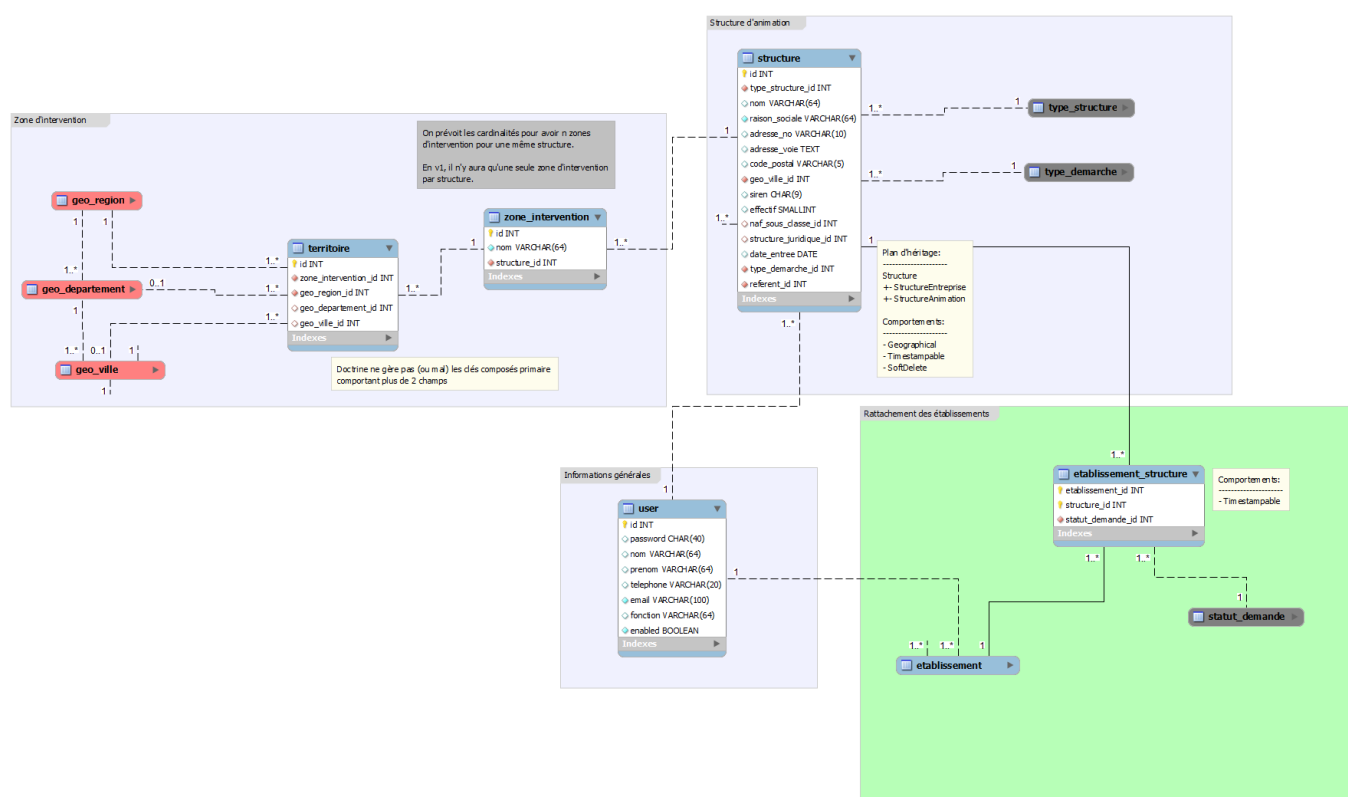 Structure d'animation
structure
id INT
type_structure_id INT
nom VARCHAR(64)
raison_sociale VARCHAR(64)
adresse_no VARCHAR(10)
adresse_voie TEXT
code_postal VARCHAR(5)
geo_ville_id INT
siren CHAR(9)
effectif SMALLINT
naf_sous_classe_id INT
structure_juridique_id INT
date_entree DATE
type_demarche_id INT
referent_id INT
Indexes
1..*
1
type_structure
1..*
1
type_demarche
1
1..*
1
1..*
Plan d'héritage:
--------------------
Structure
+- StructureEntreprise
+- StructureAnimation
Comportements:
--------------------
- Geographical
- Timestampable
- SoftDelete
Zone d'intervention
On prévoit les cardinalités pour avoir n zones
d'intervention pour une même structure.
En v1, il n'y aura qu'une seule zone d'intervention
par structure.
geo_region
1
1
1..*
geo_departement
0..1
1
1..*
0..1
1
geo_ville
1
territoire
id INT
zone_intervention_id INT
geo_region_id INT
geo_departement_id INT
geo_ville_id INT
Indexes
1..*
1..*
1..*
1..*
1
zone_intervention
id INT
nom VARCHAR(64)
structure_id INT
Indexes
1..*
Doctrine ne gère pas (ou mal) les clés composés primaire
comportant plus de 2 champs
Informations générales
1
user
id INT
password CHAR(40)
nom VARCHAR(64)
prenom VARCHAR(64)
telephone VARCHAR(20)
email VARCHAR(100)
fonction VARCHAR(64)
enabled BOOLEAN
Indexes
1
Rattachement des établissements
1..*
etablissement_structure
etablissement_id INT
structure_id INT
statut_demande_id INT
Indexes
Comportements:
--------------------
- Timestampable
1..*
1..*
1
statut_demande
1..*
1..*
1
etablissement